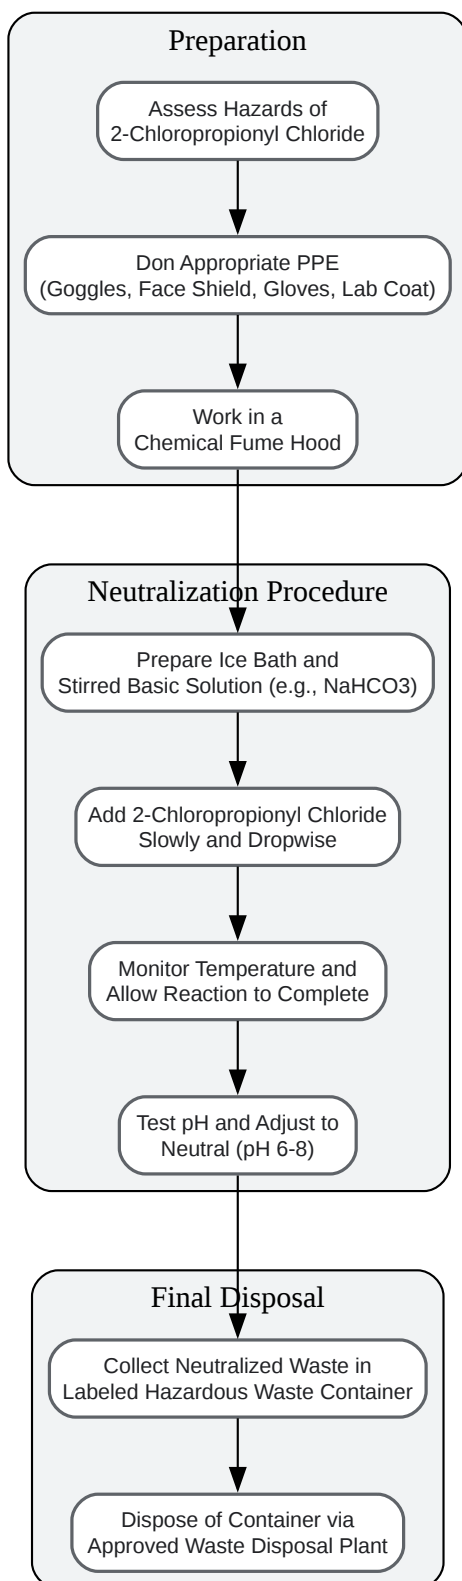 Preparation
Assess Hazards of
2-Chloropropionyl Chloride
Don Appropriate PPE
(Goggles, Face Shield, Gloves, Lab Coat)
Work in a
Chemical Fume Hood
Neutralization Procedure
Prepare Ice Bath and
Stirred Basic Solution (e.g., NaHCO3)
Add 2-Chloropropionyl Chloride
Slowly and Dropwise
Monitor Temperature and
Allow Reaction to Complete
Test pH and Adjust to
Neutral (pH 6-8)
Final Disposal
Collect Neutralized Waste in
Labeled Hazardous Waste Container
Dispose of Container via
Approved Waste Disposal Plant